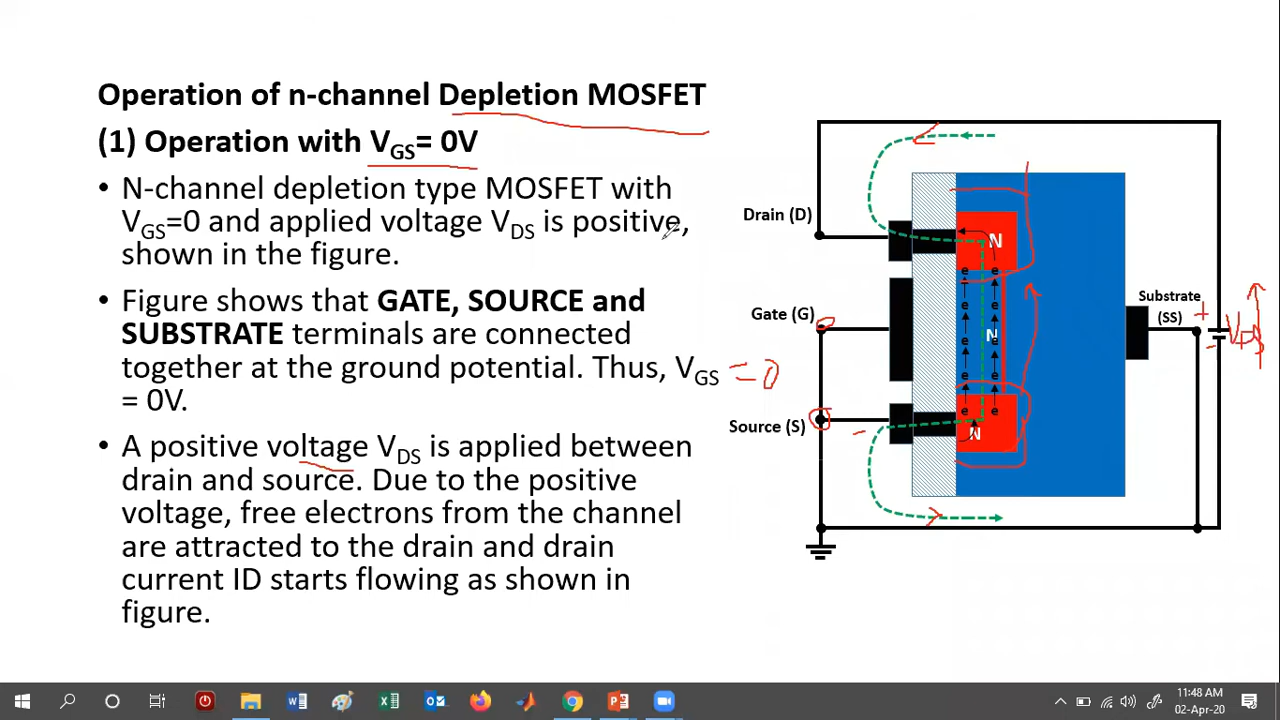 Operation of n-channel Depletion MOSFET
(1) Operation with VGS= 0V
• N-channel depletion type MOSFET with
VGS=0 and applied voltage VDS is positive,
shown in the figure.
• Figure shows that GATE, SOURCE and
SUBSTRATE terminals are connected
together at the ground potential. Thus, VGS =0
= 0V.
• A positive voltage VDS is applied between
drain and source. Due to the positive
voltage, free electrons from the channel
are attracted to the drain and drain
current ID starts flowing as shown in
figure.
Drain (D)
N
e e
e e
Gate (G)
Substrate
(SS)
+
-
VDS
N
e e
e e
e e
Source (S)
-
N
11:48 AM
02-Apr-20